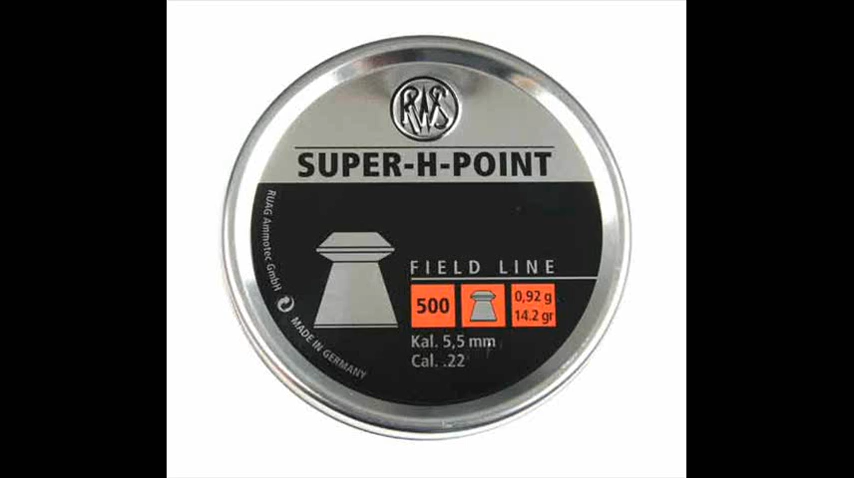 RWS
SUPER-H-POINT
RUAG Ammotec GmbH
MADE IN GERMANY
FIELD LINE
500
0,92 g
14.2 gr
Kal. 5,5 mm
Cal. .22